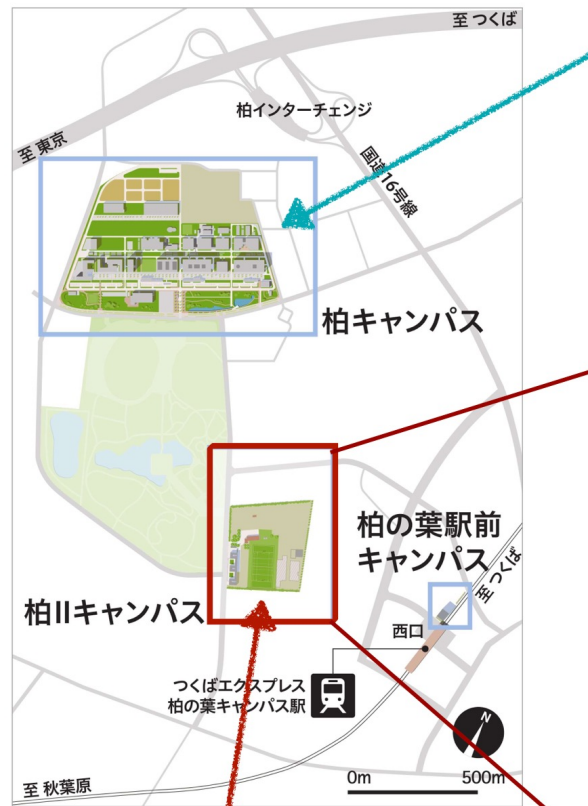 至 つくば
柏インターチェンジ
至 東京
国道16号線
柏キャンパス
柏の葉駅前
キャンパス
至 つくば
柏IIキャンパス
西口
つくばエクスプレス
柏の葉キャンパス駅
N
至 秋葉原
0m 500m